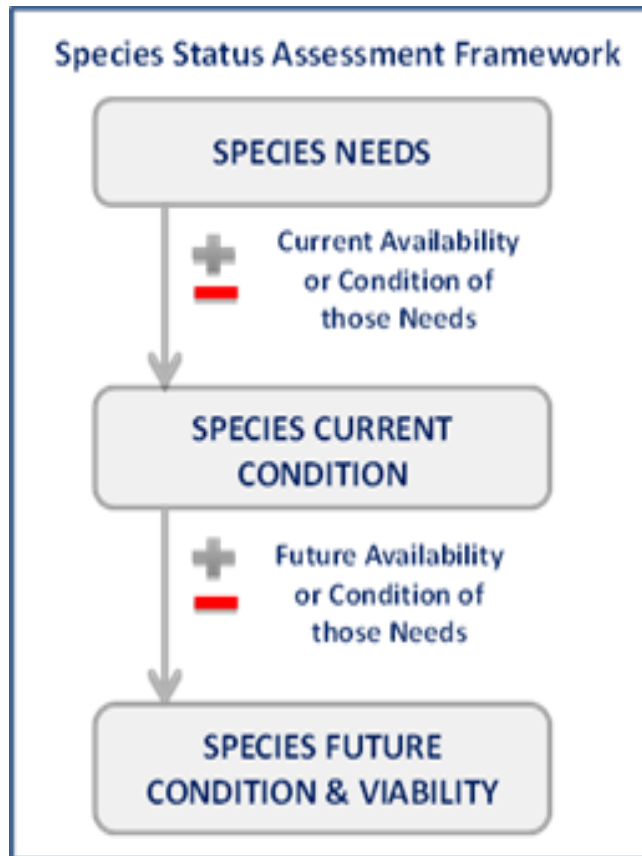 Species Status Assessment Framework
SPECIES NEEDS
Current Availability
or Condition of
those Needs
SPECIES CURRENT
CONDITION
Future Availability
or Condition of
those Needs
SPECIES FUTURE
CONDITION & VIABILITY